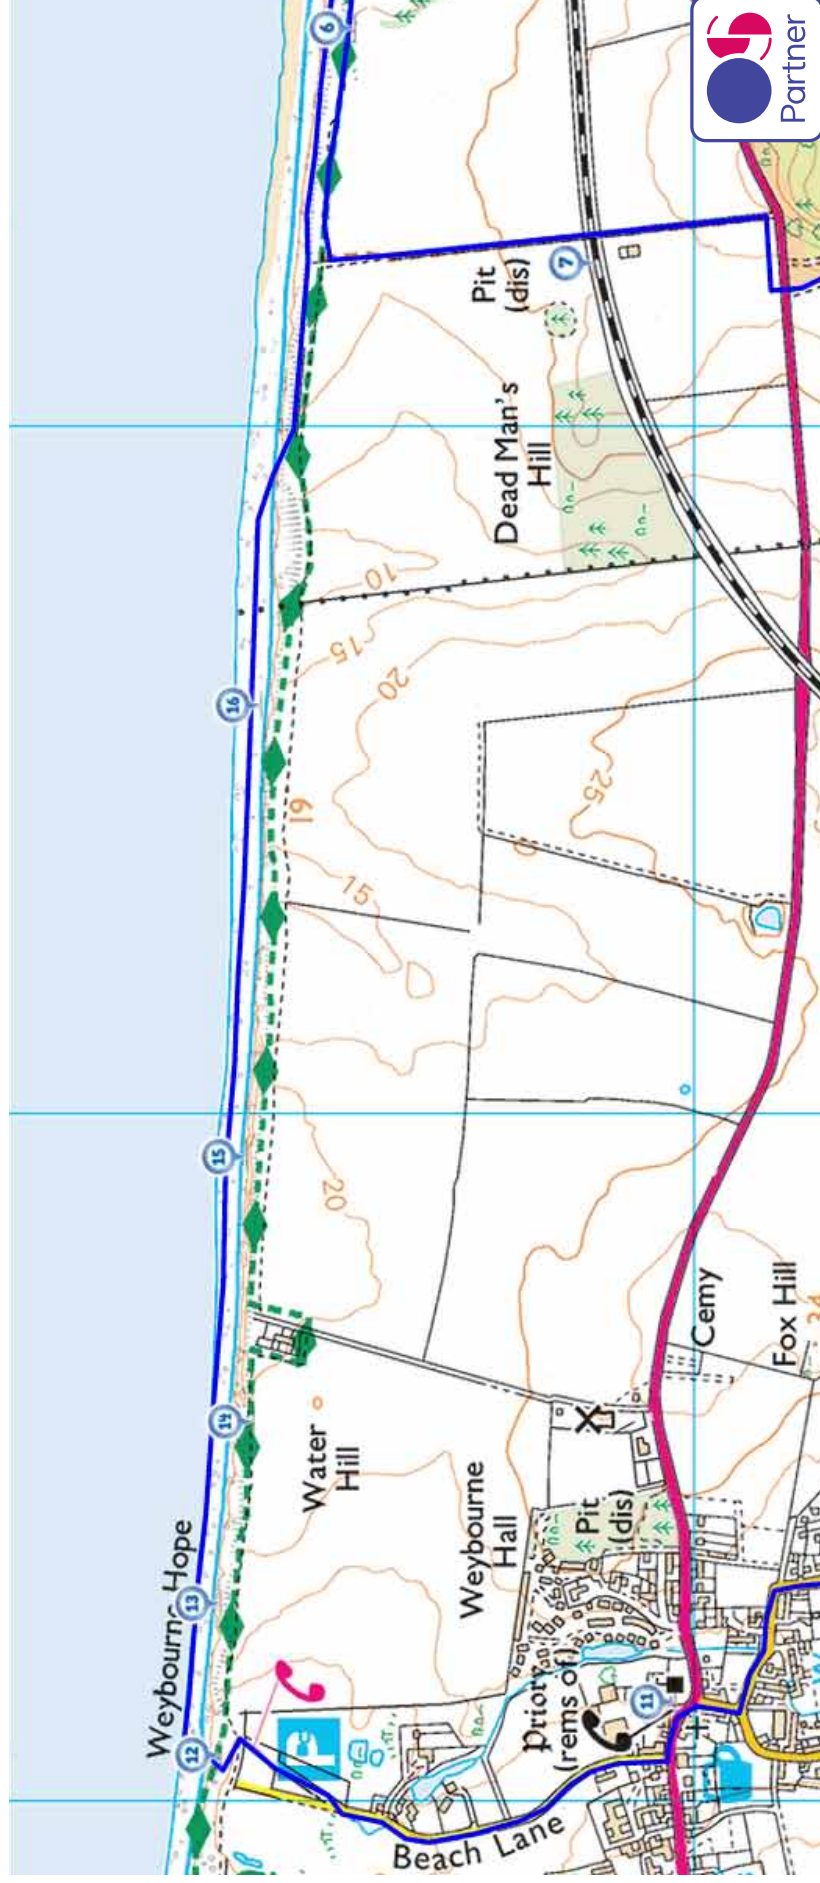 Weybourne Hope
12
13
14
15
16
6
P
Water
Hill
20
15
19
20
15
10
Beach Lane
Weybourne
Hall
Priory
(rems of)
Pit
(dis)
11
Cemy
Fox Hill
25
Dead Man's
Hill
Pit
(dis)
7
OS
Partner